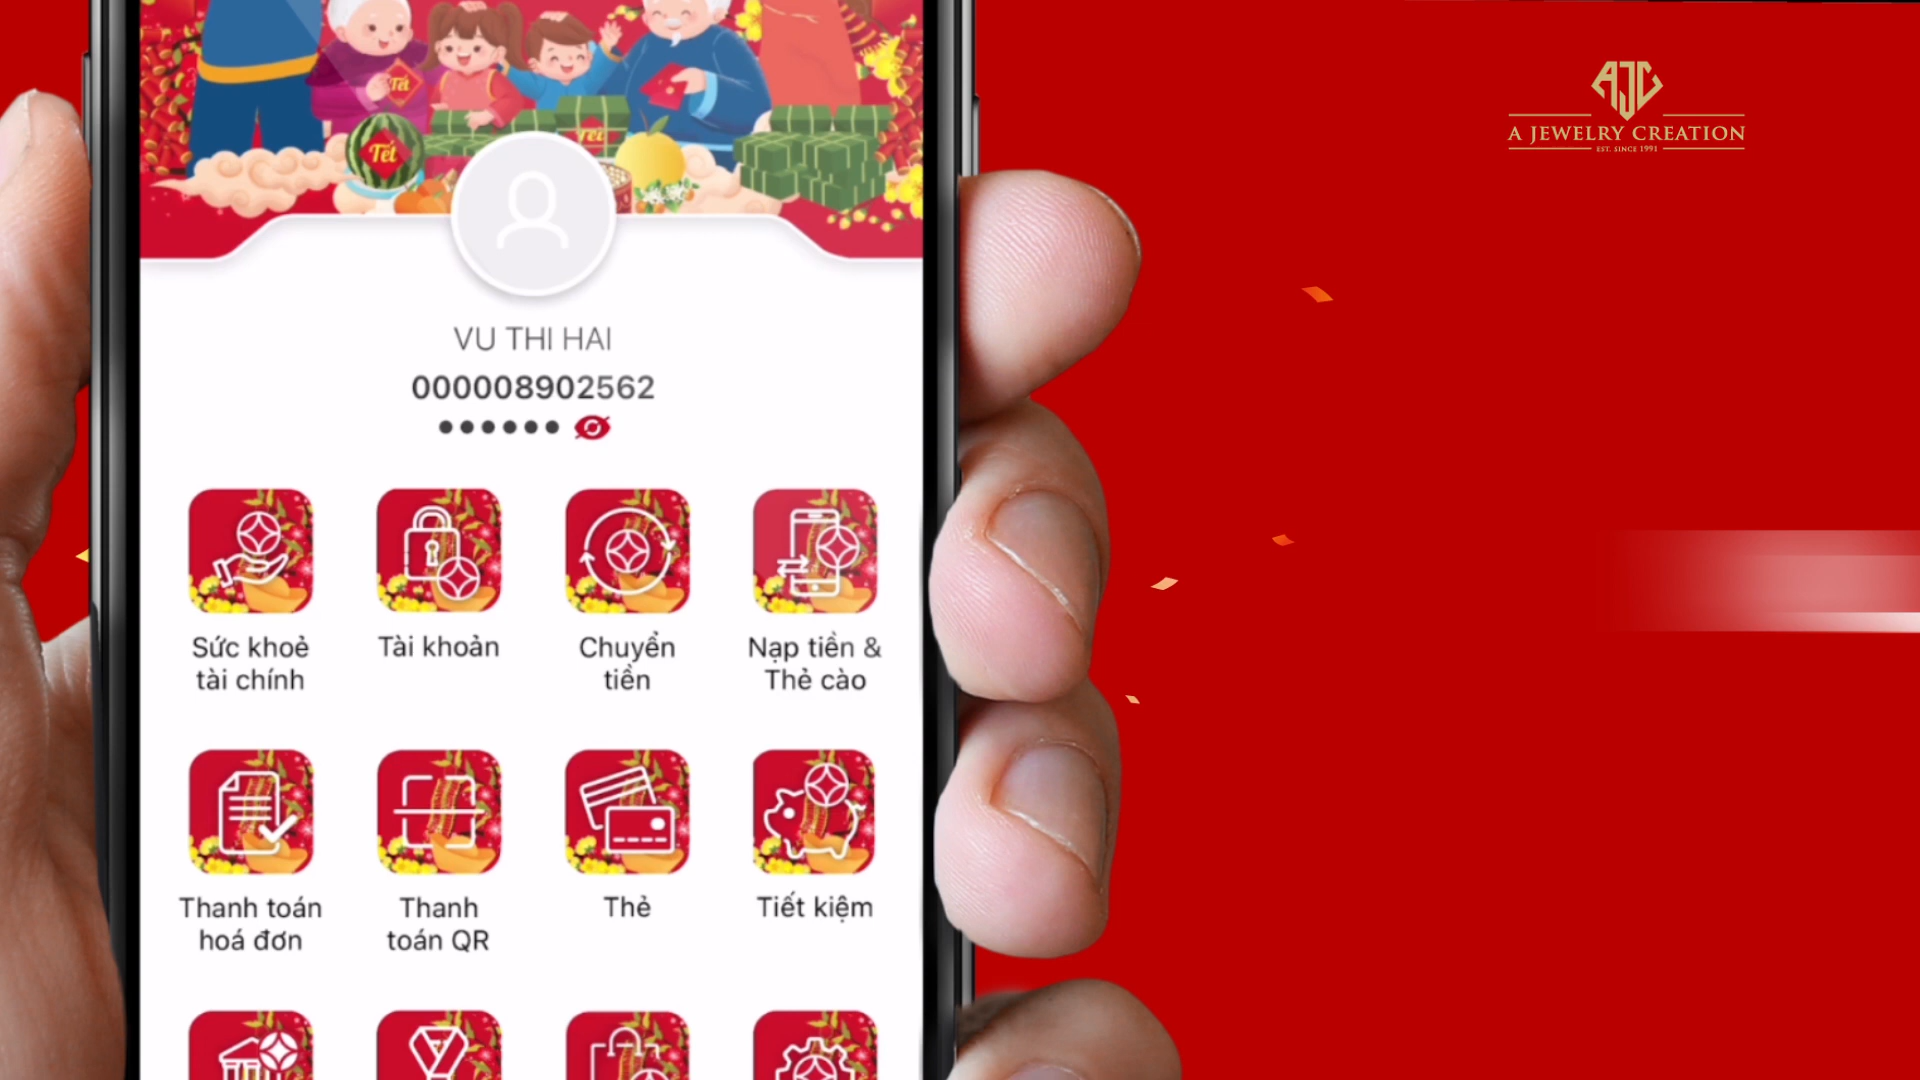 Tết
Tết
Tết
AJC
A JEWELRY CREATION
EST. SINCE 1991
VU THI HAI
000008902562
Sức khoẻ
tài chính
Tài khoản
Chuyển
tiền
Nạp tiền &
Thẻ cào
Thanh toán
hoá đơn
Thanh
toán QR
Thẻ
Tiết kiệm